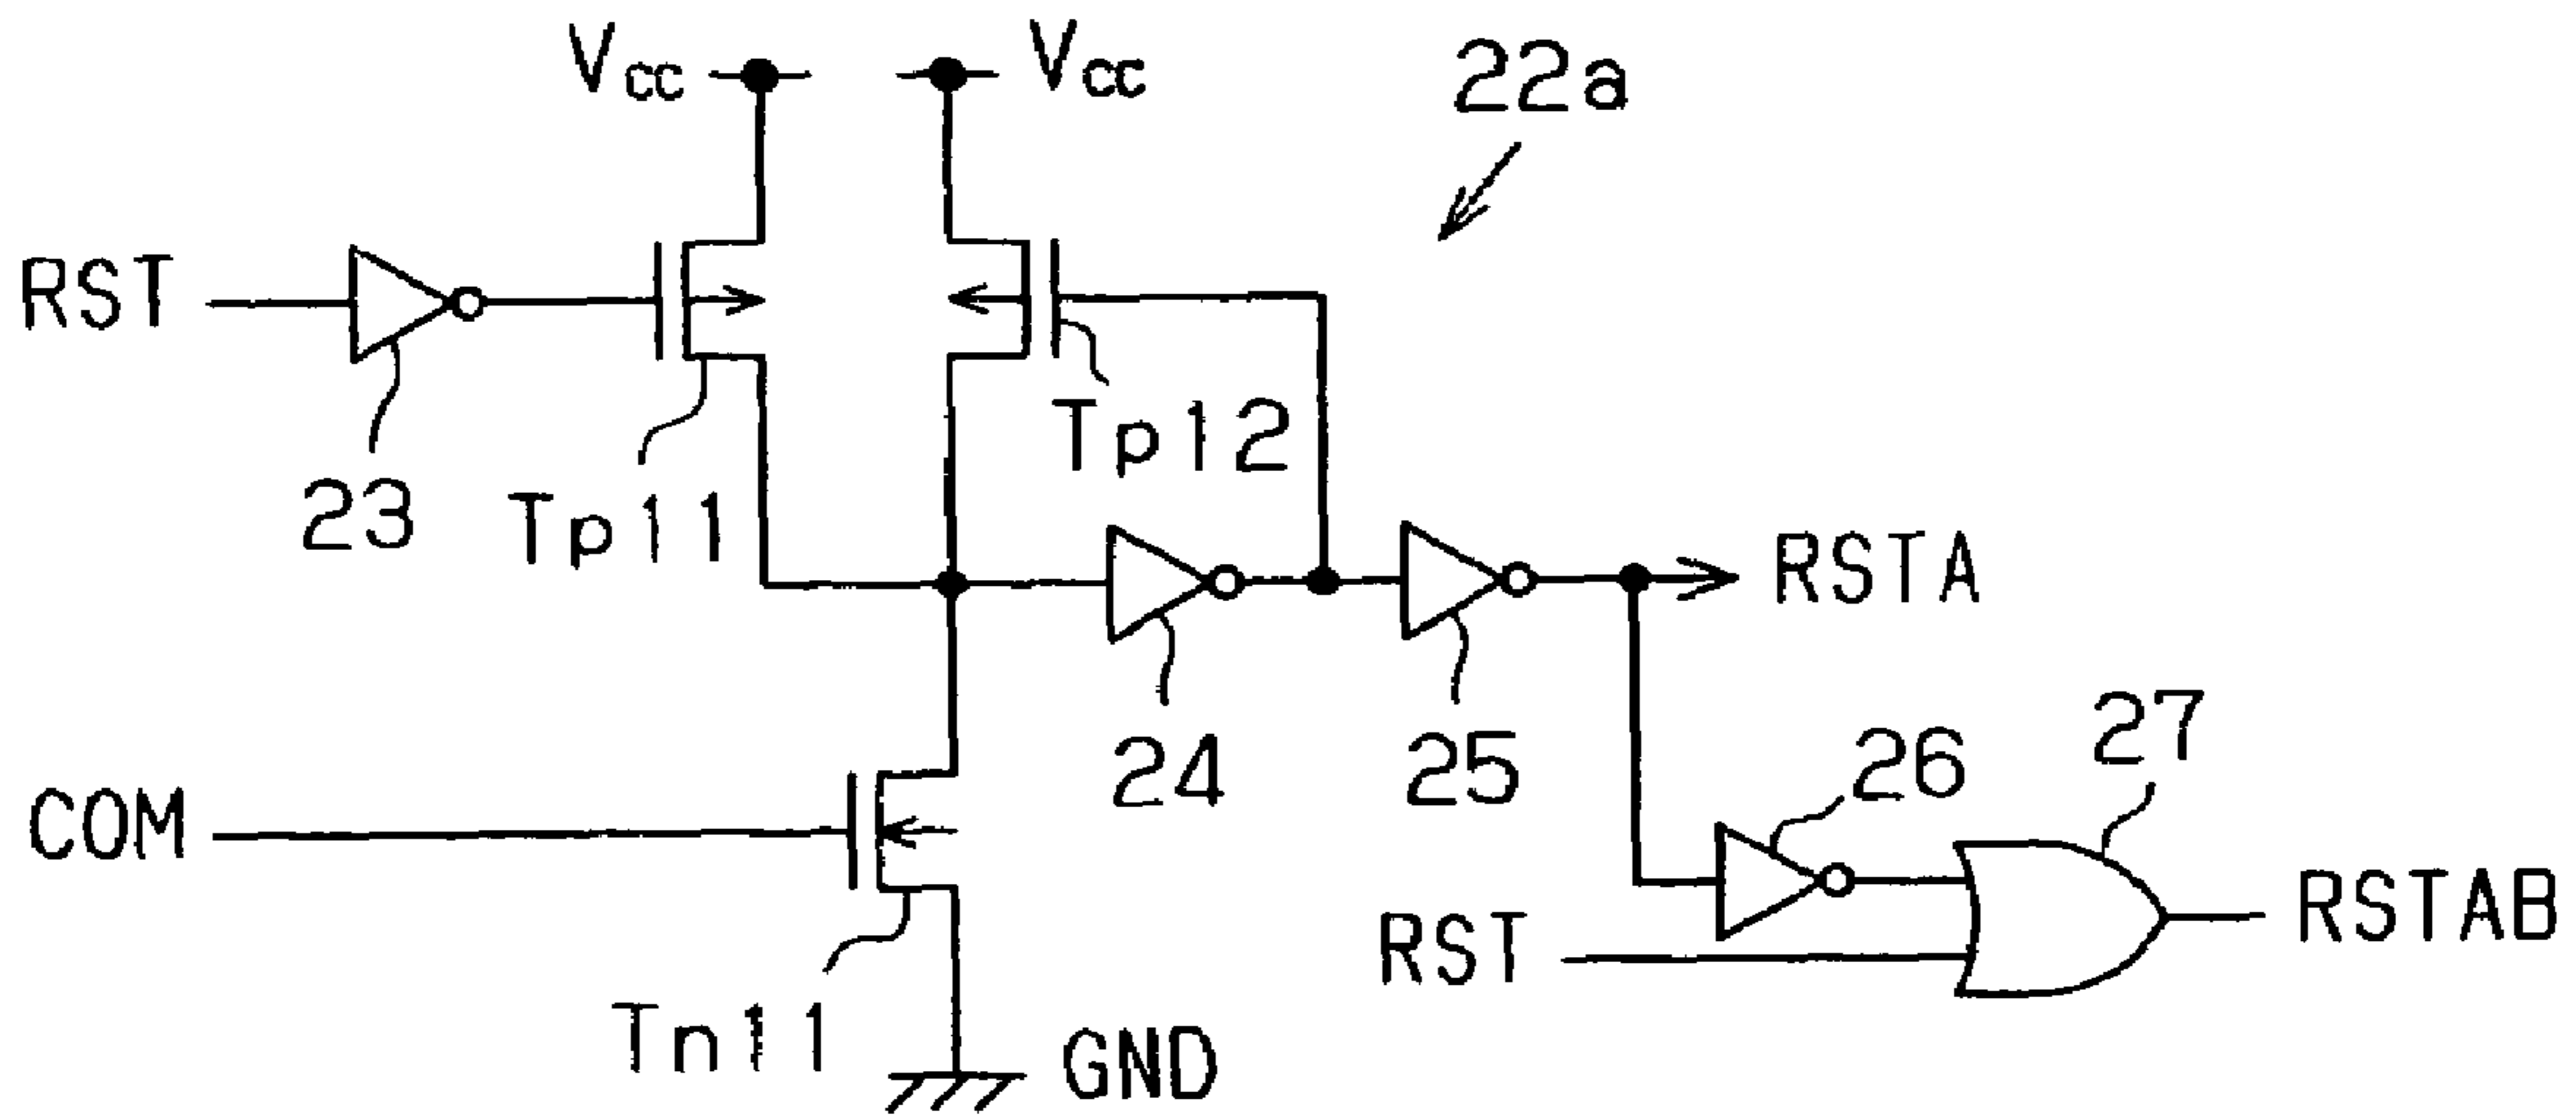 Vcc
Vcc
22a
RST
23
Tp11
Tp12
24
25
RSTA
COM
Tn11
GND
26
27
RST
RSTAB